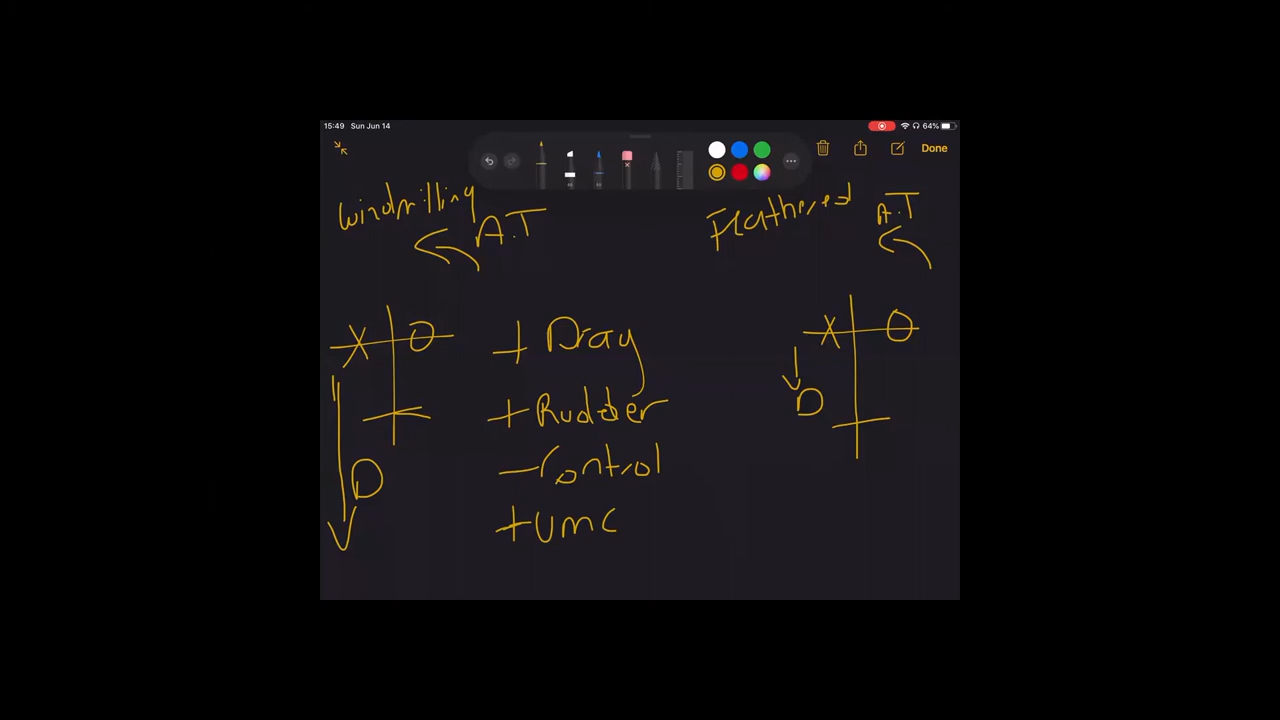 15:49 Sun Jun 14 64%
Done
windmilling
A.T
Feathered
A.T
X O
+ Drag
+ Rudder
- Control
+ VMC
D
X O
D